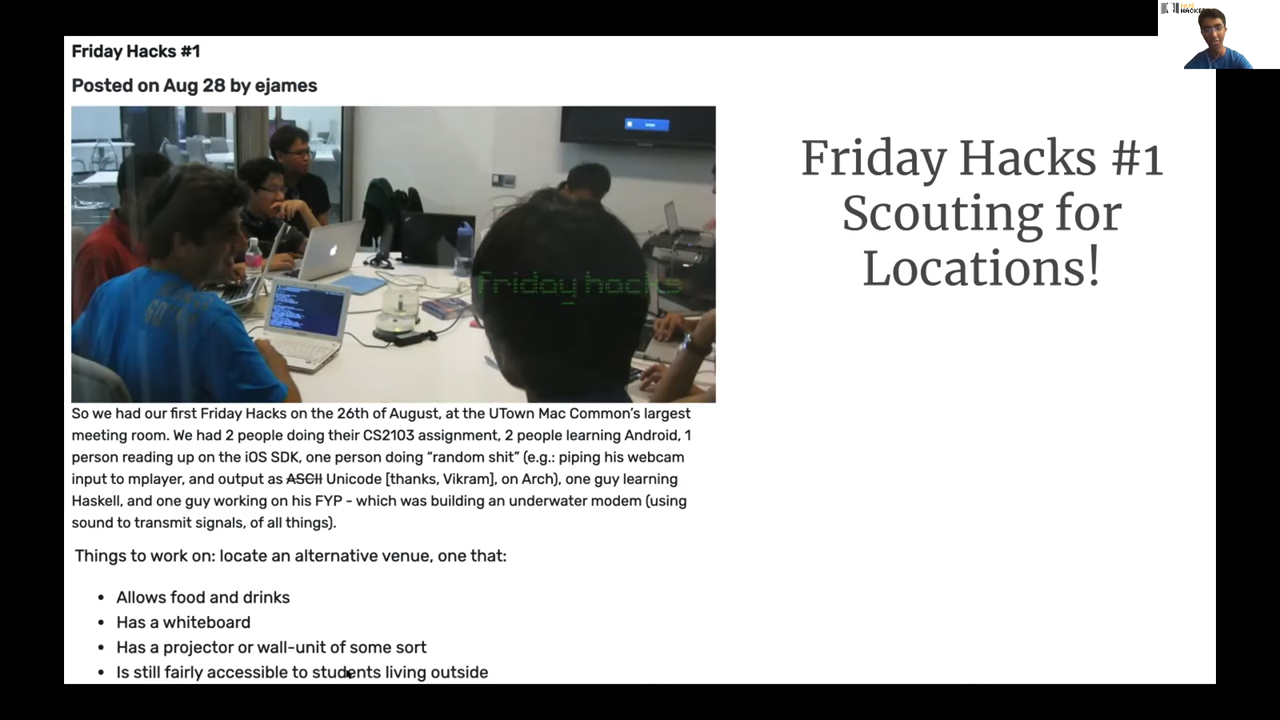 Friday Hacks #1
Posted on Aug 28 by ejames
friday hacks
So we had our first Friday Hacks on the 26th of August, at the UTown Mac Common's largest
meeting room. We had 2 people doing their CS2103 assignment, 2 people learning Android, 1
person reading up on the iOS SDK, one person doing “random shit” (e.g.: piping his webcam
input to mplayer, and output as ASCII Unicode [thanks, Vikram], on Arch), one guy learning
Haskell, and one guy working on his FYP - which was building an underwater modem (using
sound to transmit signals, of all things).
Things to work on: locate an alternative venue, one that:
• Allows food and drinks
• Has a whiteboard
• Has a projector or wall-unit of some sort
• Is still fairly accessible to students living outside
Friday Hacks #1
Scouting for
Locations!